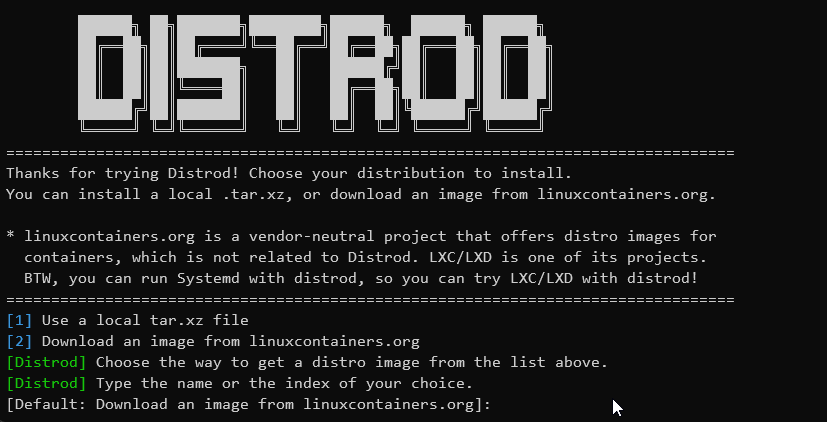 DISTROD
=================================================================================
Thanks for trying Distrod! Choose your distribution to install.
You can install a local .tar.xz, or download an image from linuxcontainers.org.
* linuxcontainers.org is a vendor-neutral project that offers distro images for
  containers, which is not related to Distrod. LXC/LXD is one of its projects.
  BTW, you can run Systemd with distrod, so you can try LXC/LXD with distrod!
=================================================================================
[1] Use a local tar.xz file
[2] Download an image from linuxcontainers.org
[Distrod] Choose the way to get a distro image from the list above.
[Distrod] Type the name or the index of your choice.
[Default: Download an image from linuxcontainers.org]: